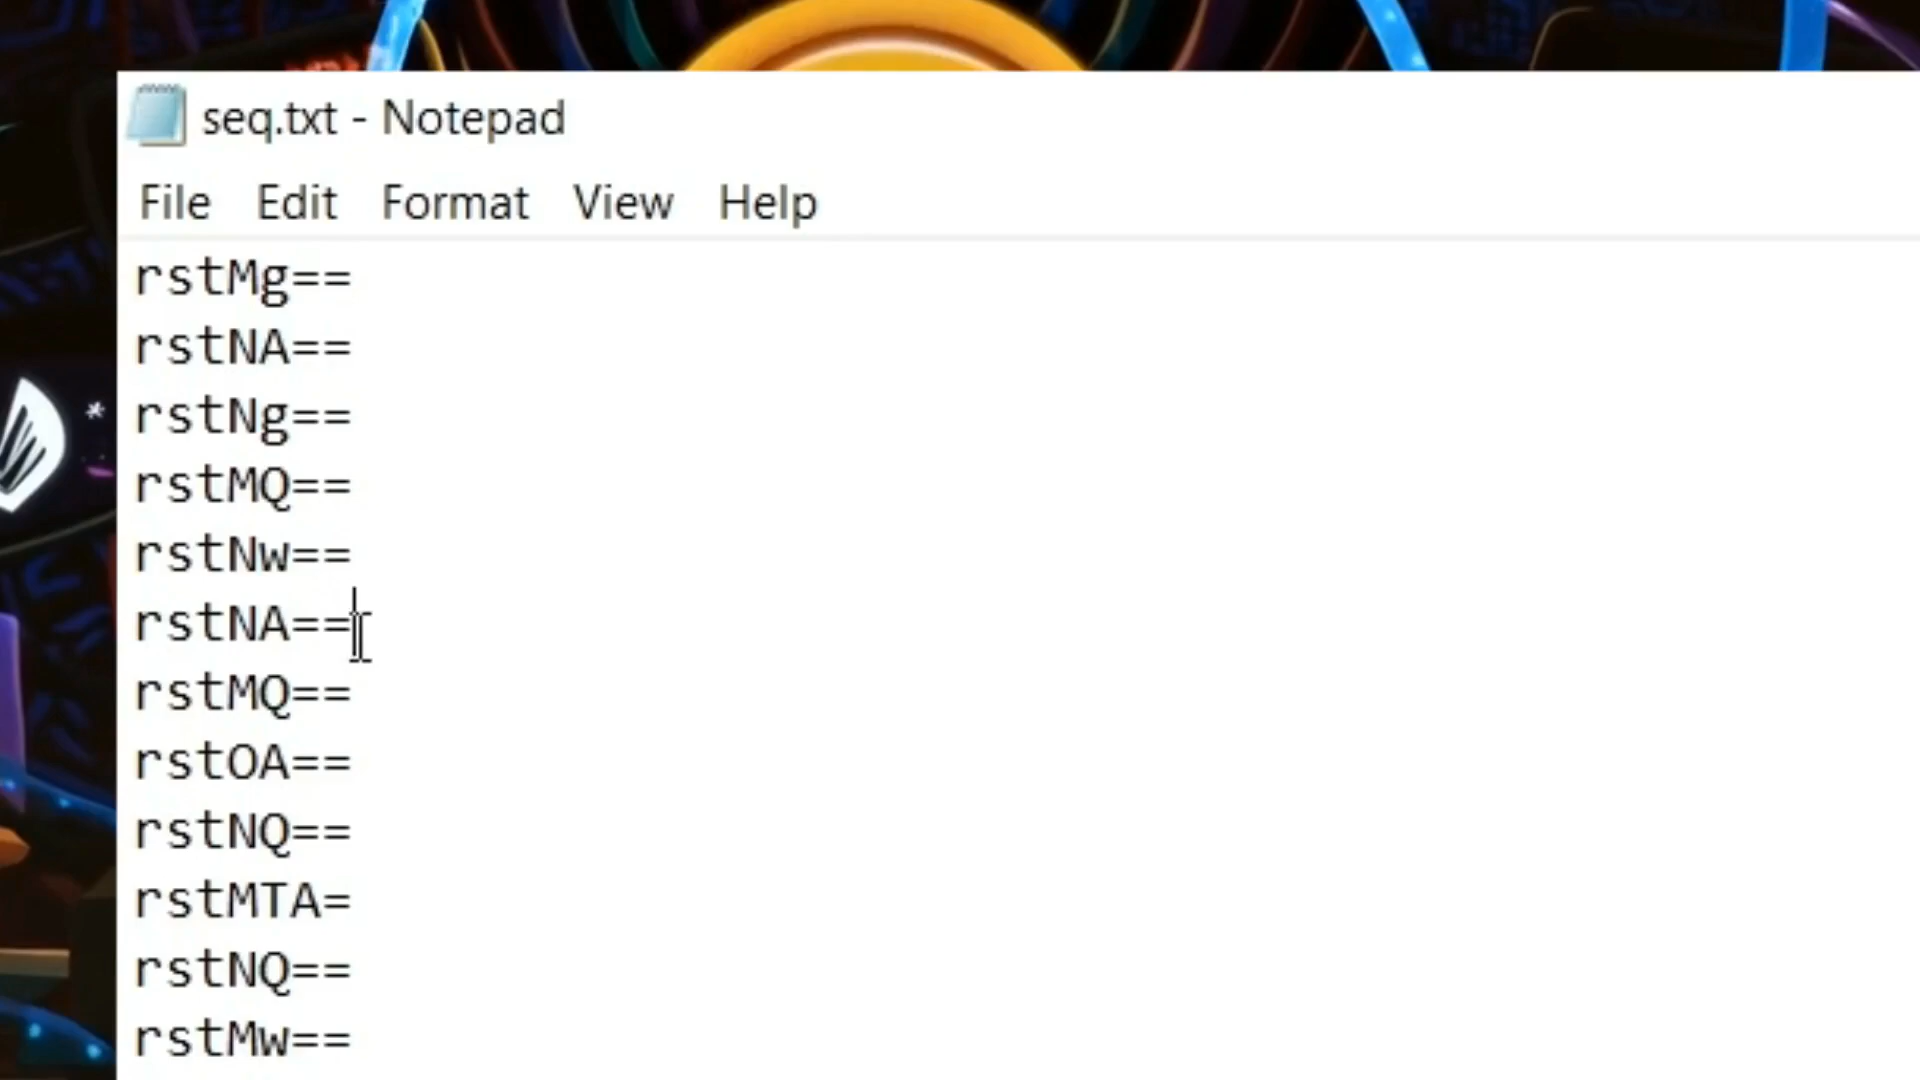 seq.txt - Notepad
File Edit Format View Help
rstMg==
rstNA==
rstNg==
rstMQ==
rstNw==
rstNA==
rstMQ==
rstOA==
rstNQ==
rstMTA=
rstNQ==
rstMw==